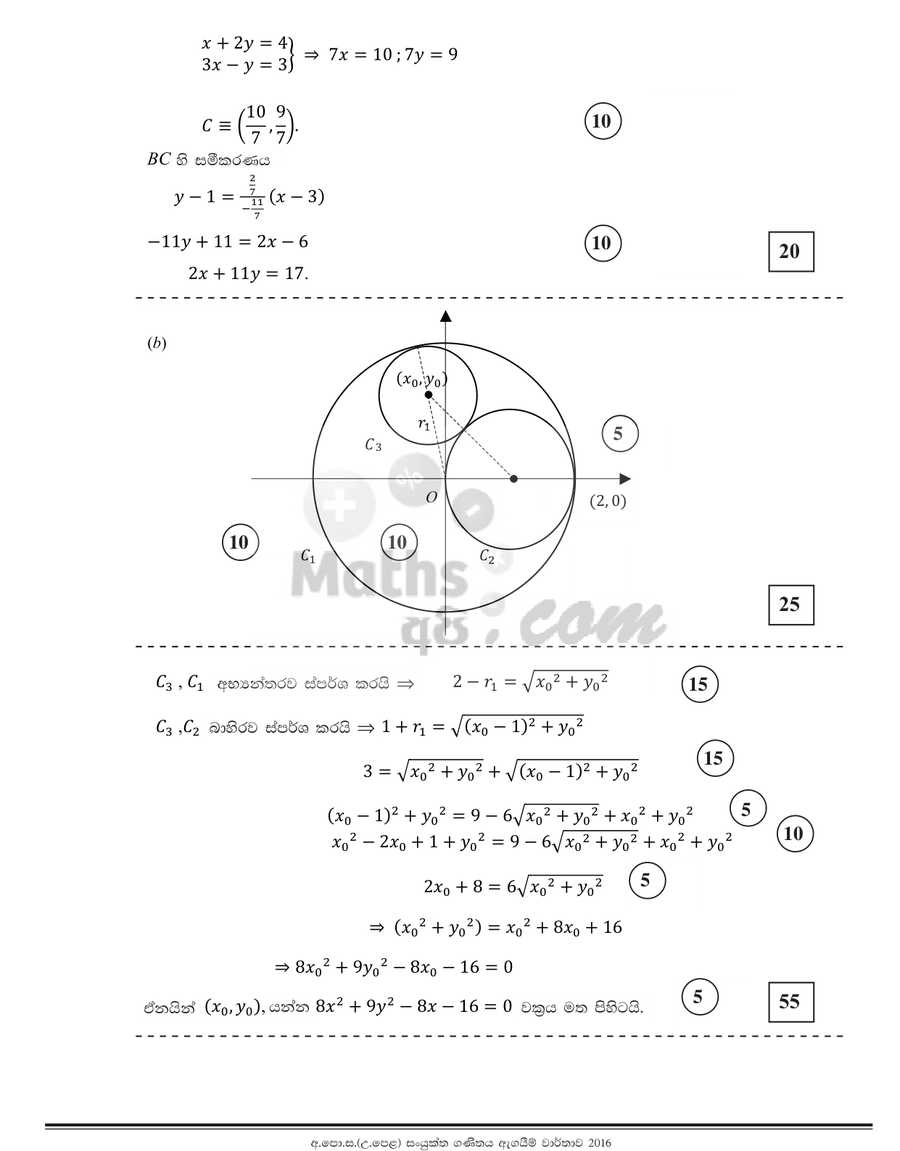 x + 2y = 4
3x − y = 3} ⇒ 7x = 10 ; 7y = 9
C ≡ (10/7, 9/7).
10
BC හි සමීකරණය
y − 1 = (2/7)/(−11/7) (x − 3)
−11y + 11 = 2x − 6
10
20
2x + 11y = 17.
(b)
(x₀, y₀)
r₁
5
C₃
O
(2, 0)
10
10
C₁
C₂
Maths
අපි . com
25
C₃ , C₁ අභ්‍යන්තරව ස්පර්ශ කරයි ⇒ 2 − r₁ = √(x₀² + y₀²)
15
C₃ ,C₂ බාහිරව ස්පර්ශ කරයි ⇒ 1 + r₁ = √((x₀ − 1)² + y₀²)
3 = √(x₀² + y₀²) + √((x₀ − 1)² + y₀²)
15
(x₀ − 1)² + y₀² = 9 − 6√(x₀² + y₀²) + x₀² + y₀²
5
x₀² − 2x₀ + 1 + y₀² = 9 − 6√(x₀² + y₀²) + x₀² + y₀²
10
2x₀ + 8 = 6√(x₀² + y₀²)
5
⇒ (x₀² + y₀²) = x₀² + 8x₀ + 16
⇒ 8x₀² + 9y₀² − 8x₀ − 16 = 0
ඒනයින් (x₀, y₀), යන්න 8x² + 9y² − 8x − 16 = 0 වක්‍රය මත පිහිටයි.
5
55
අ.පො.ස.(උ.පෙළ) සංයුක්ත ගණිතය ඇගයීම් වාර්තාව 2016